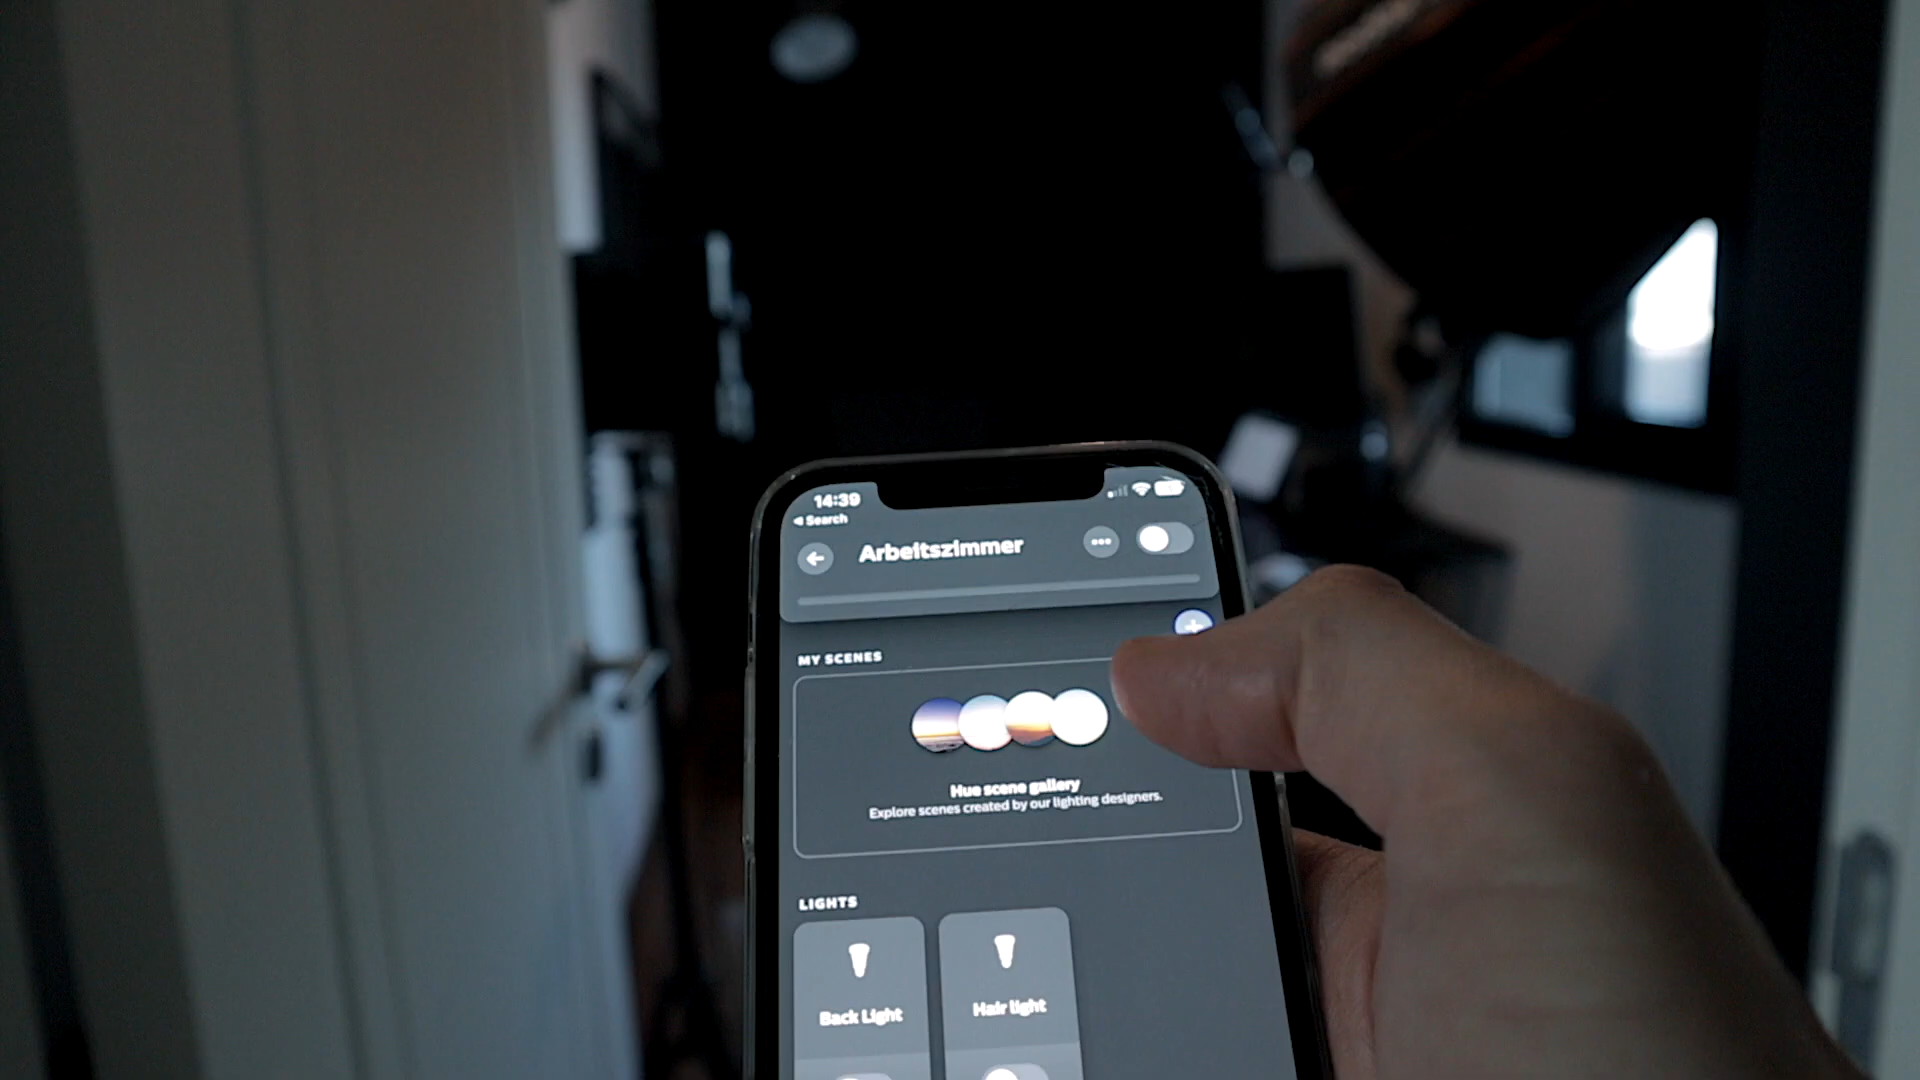 14:39
Search
Arbeitszimmer
MY SCENES
Hue scene gallery
Explore scenes created by our lighting designers.
LIGHTS
Back Light
Hair light